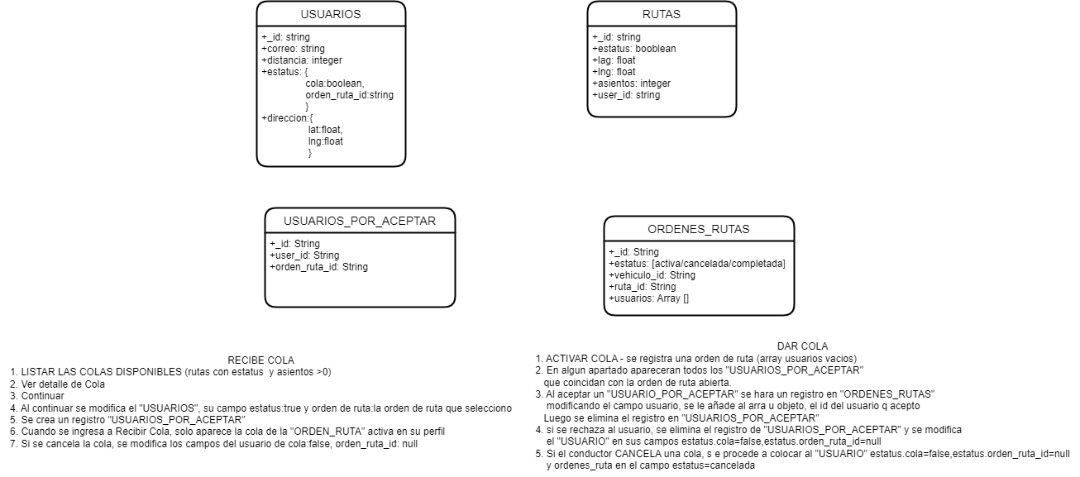 USUARIOS
+_id: string
+correo: string
+distancia: integer
+estatus: {
cola:boolean,
orden_ruta_id:string
}
+direccion:{
lat:float,
lng:float
}
RUTAS
+_id: string
+estatus: booblean
+lag: float
+lng: float
+asientos: integer
+user_id: string
USUARIOS_POR_ACEPTAR
+_id: String
+user_id: String
+orden_ruta_id: String
ORDENES_RUTAS
+_id: String
+estatus: [activa/cancelada/completada]
+vehiculo_id: String
+ruta_id: String
+usuarios: Array []
RECIBE COLA
1. LISTAR LAS COLAS DISPONIBLES (rutas con estatus y asientos >0)
2. Ver detalle de Cola
3. Continuar
4. Al continuar se modifica el "USUARIOS", su campo estatus:true y orden de ruta:la orden de ruta que selecciono
5. Se crea un registro "USUARIOS_POR_ACEPTAR"
6. Cuando se ingresa a Recibir Cola, solo aparece la cola de la "ORDEN_RUTA" activa en su perfil
7. Si se cancela la cola, se modifica los campos del usuario de cola:false, orden_ruta_id: null
DAR COLA
1. ACTIVAR COLA - se registra una orden de ruta (array usuarios vacios)
2. En algun apartado apareceran todos los "USUARIOS_POR_ACEPTAR"
que coincidan con la orden de ruta abierta.
3. Al aceptar un "USUARIO_POR_ACEPTAR" se hara un registro en "ORDENES_RUTAS"
modificando el campo usuario, se le añade al arra u objeto, el id del usuario q acepto
Luego se elimina el registro en "USUARIOS_POR_ACEPTAR"
4. si se rechaza al usuario, se elimina el registro de "USUARIOS_POR_ACEPTAR" y se modifica
el "USUARIO" en sus campos estatus.cola=false,estatus.orden_ruta_id=null
5. Si el conductor CANCELA una cola, s e procede a colocar al "USUARIO" estatus.cola=false,estatus.orden_ruta_id=null
y ordenes_ruta en el campo estatus=cancelada